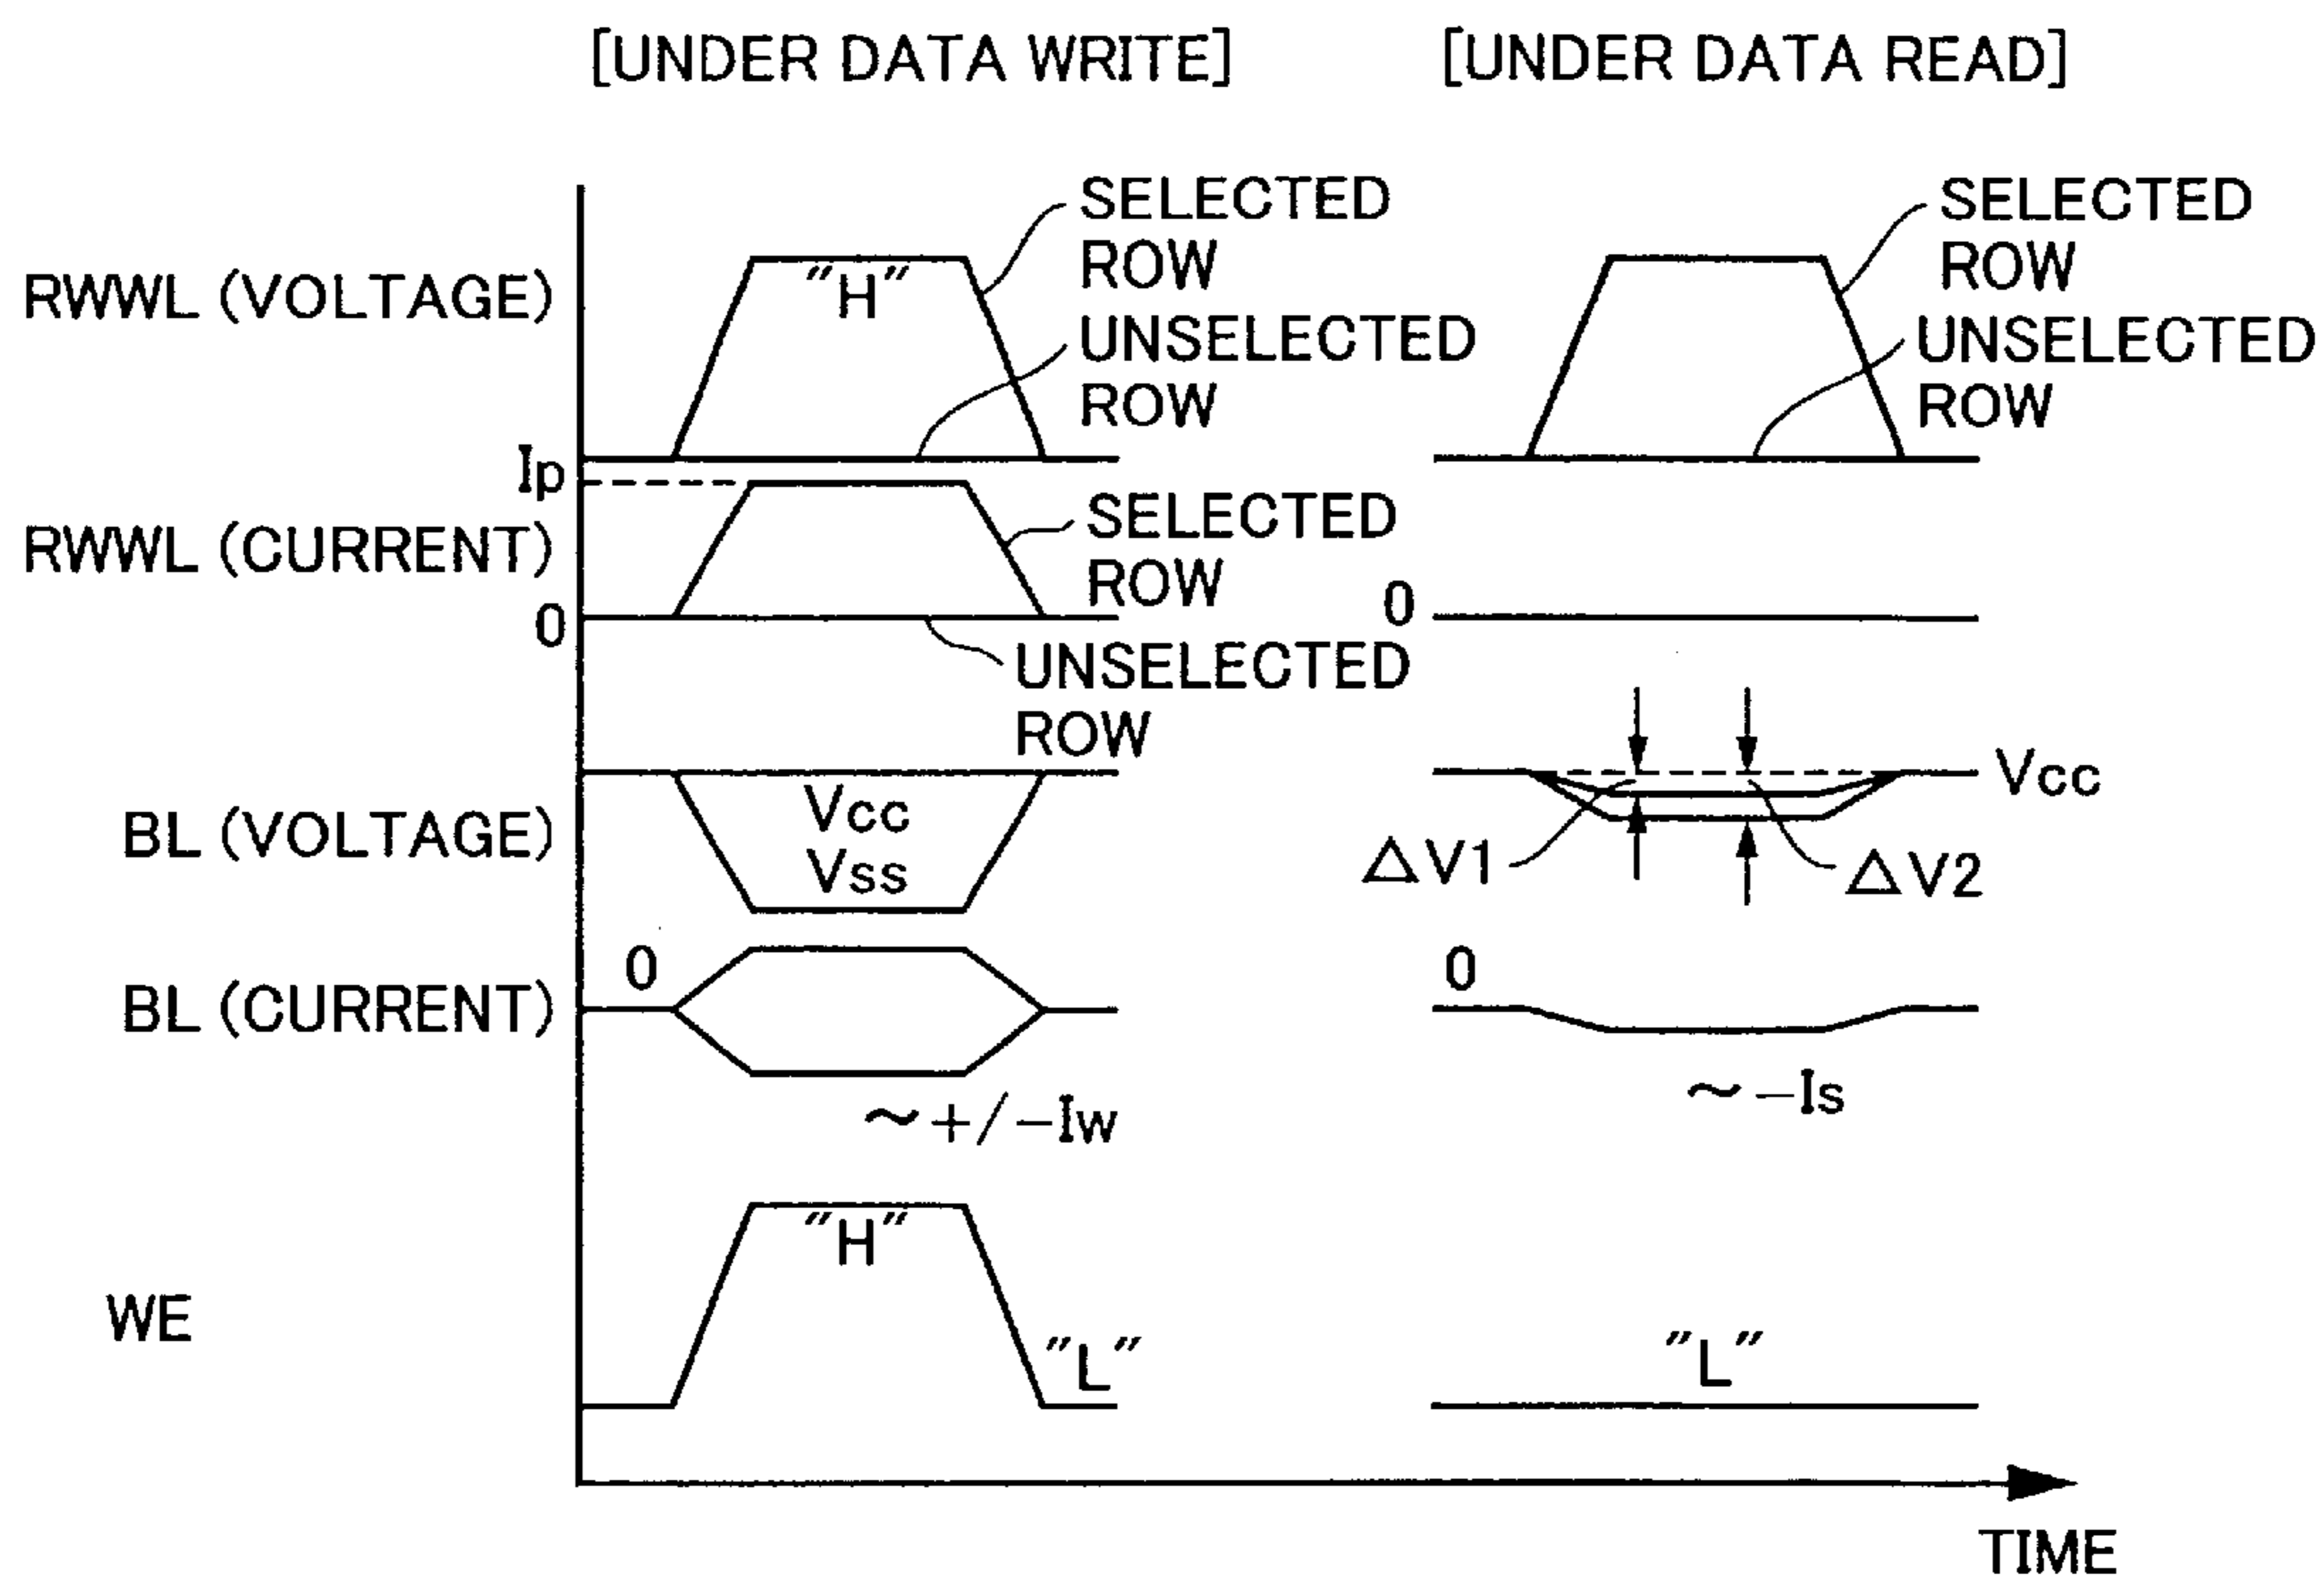 [UNDER DATA WRITE]
[UNDER DATA READ]
SELECTED
ROW
SELECTED
ROW
RWWL (VOLTAGE)
"H"
UNSELECTED
ROW
UNSELECTED
ROW
Ip
RWWL (CURRENT)
SELECTED
ROW
0
0
UNSELECTED
ROW
BL (VOLTAGE)
Vcc
Vss
Vcc
△V1
△V2
BL (CURRENT)
0
0
~+/-Iw
~-Is
WE
"H"
"L"
"L"
TIME